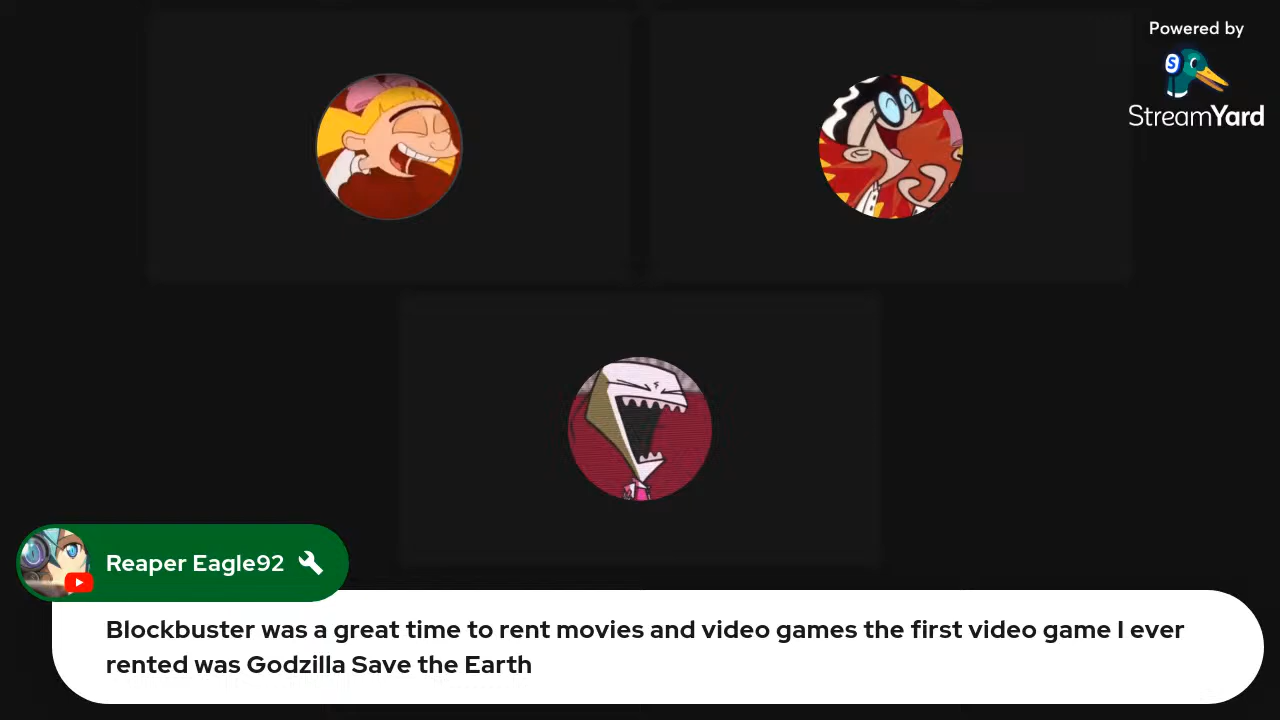 Powered by
S
StreamYard
Reaper Eagle92
Blockbuster was a great time to rent movies and video games the first video game I ever
rented was Godzilla Save the Earth